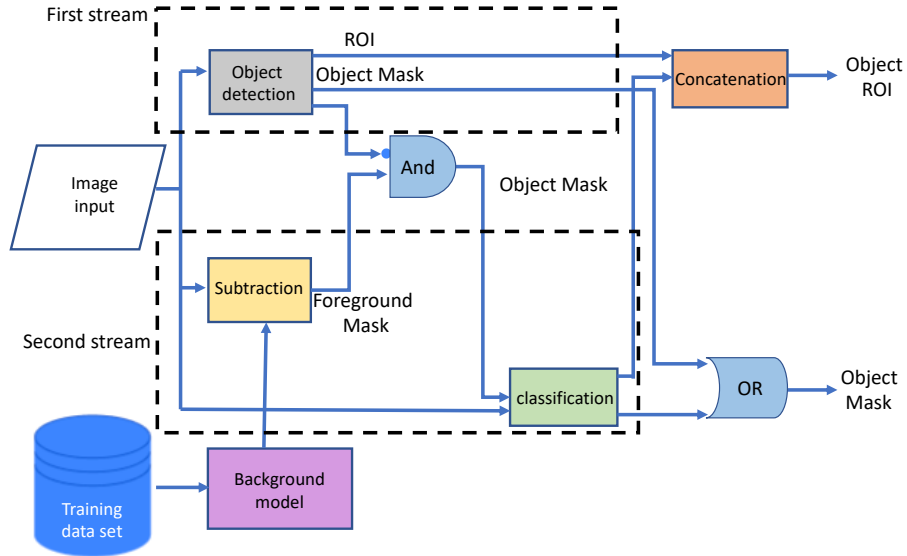 First stream
ROI
Object
detection
Object Mask
Concatenation
Object
ROI
And
Object Mask
Image
input
Subtraction
Foreground
Mask
Second stream
classification
OR
Object
Mask
Background
model
Training
data set